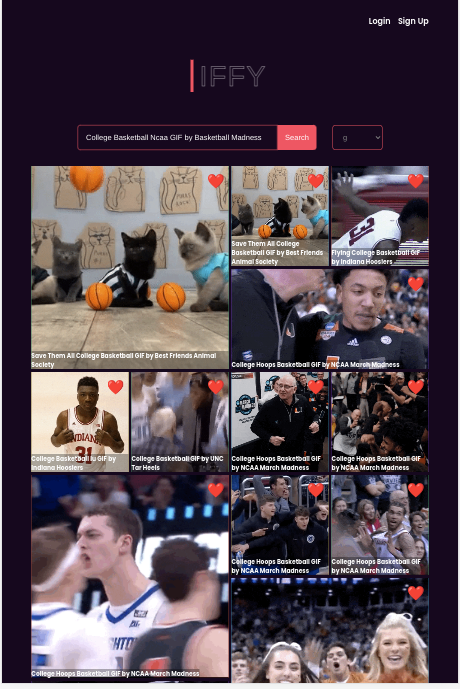 Login Sign Up
IFFY
College Basketball Ncaa GIF by Basketball Madness
Search
g
Save Them All College Basketball GIF by Best Friends Animal
Society
Save Them All College
Basketball GIF by Best Friends
Animal Society
Flying College Basketball GIF
by Indiana Hoosiers
College Hoops Basketball GIF by NCAA March Madness
INDIANA
College Basketball Iu GIF by
Indiana Hoosiers
College Basketball GIF by UNC
Tar Heels
College Hoops Basketball GIF
by NCAA March Madness
College Hoops Basketball GIF
by NCAA March Madness
College Hoops Basketball GIF by NCAA March Madness
College Hoops Basketball GIF
by NCAA March Madness
College Hoops Basketball GIF
by NCAA March Madness